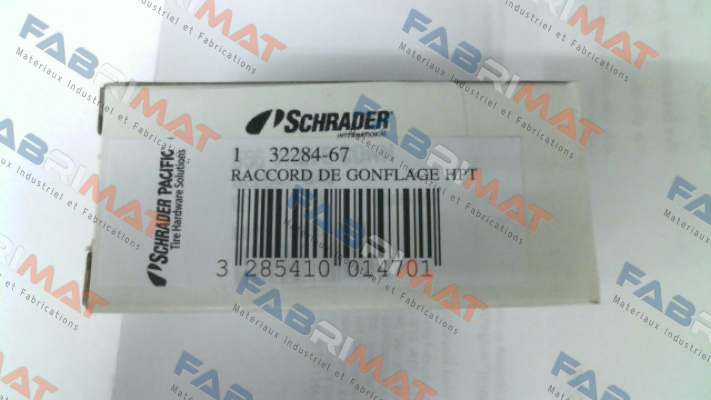 SCHRADER
INTERNATIONAL
1 32284-67
RACCORD DE GONFLAGE HPT
3 285410 014701
SCHRADER PACIFIC
Tire Hardware Solutions
FABRIMAT
Matériaux Industriel et Fabrications